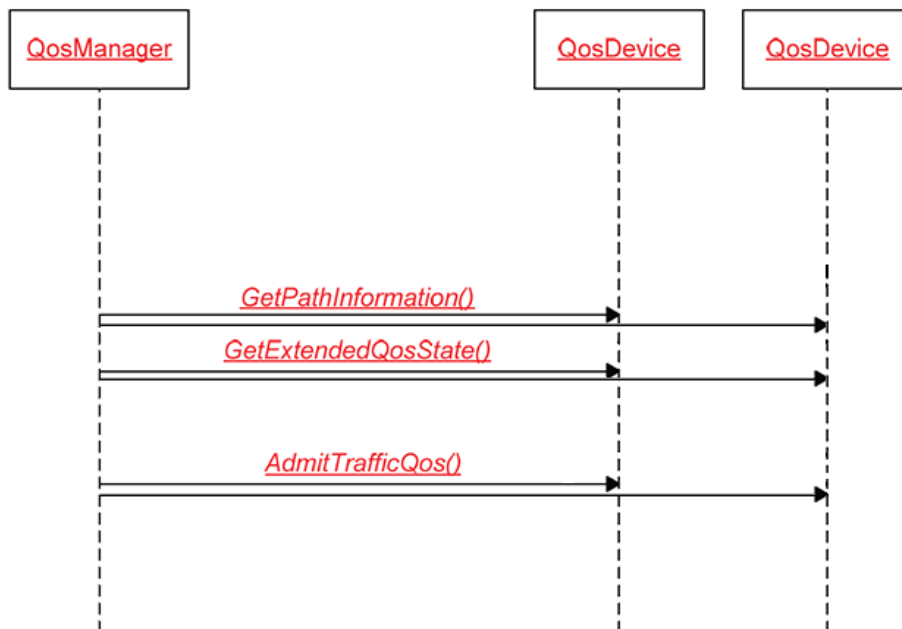 QosManager
QosDevice
QosDevice
GetPathInformation()
GetExtendedQosState()
AdmitTrafficQos()